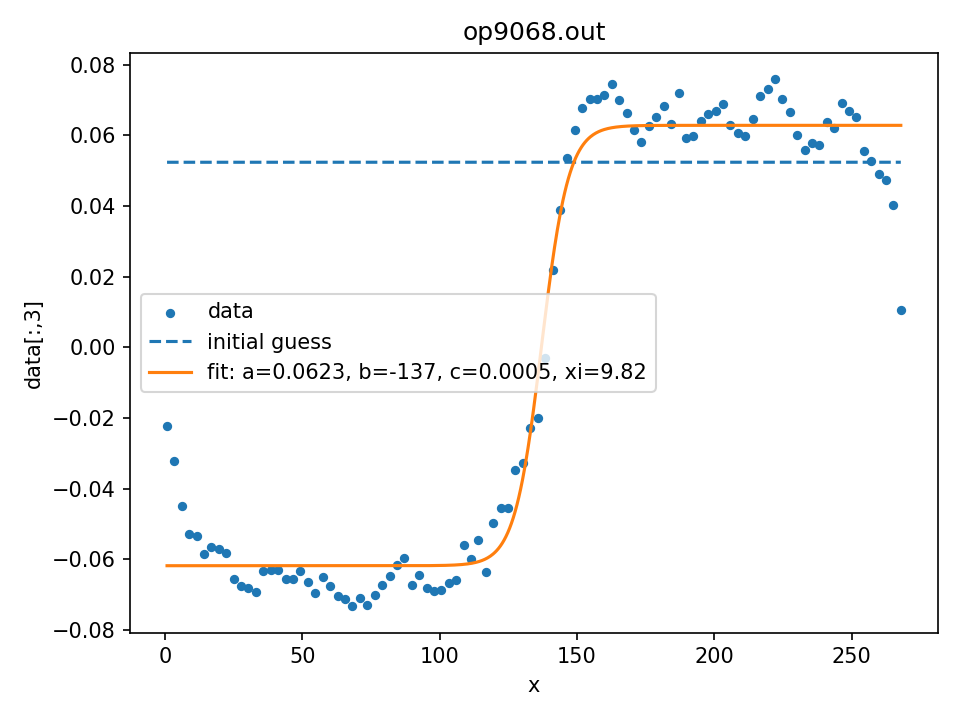 op9068.out
0.08
0.06
0.04
0.02
0.00
−0.02
−0.04
−0.06
−0.08
data[:,3]
data
initial guess
fit: a=0.0623, b=-137, c=0.0005, xi=9.82
0 50 100 150 200 250
x